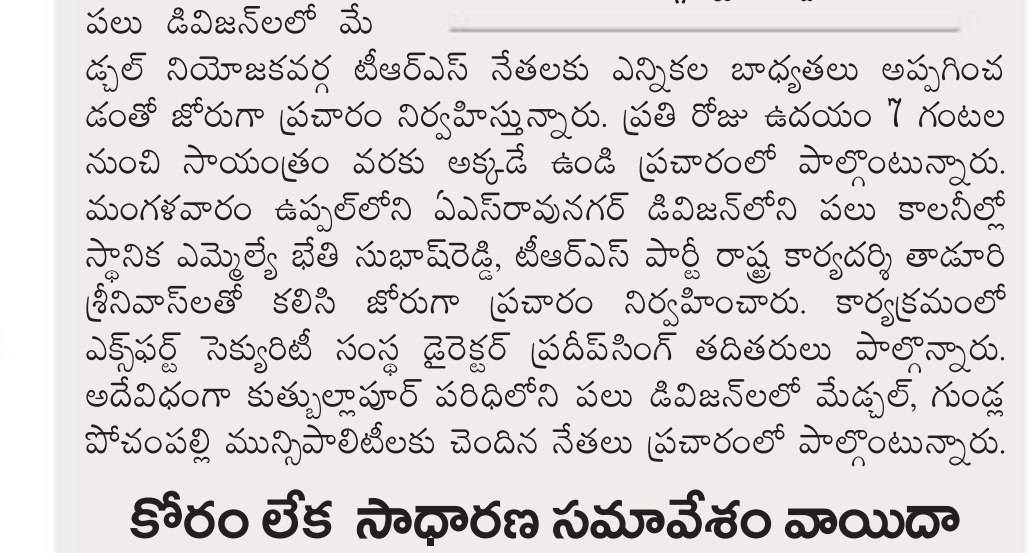 పలు డివిజన్‌లలో మే
డ్చల్ నియోజకవర్గ టీఆర్ఎస్ నేతలకు ఎన్నికల బాధ్యతలు అప్పగించ
డంతో జోరుగా ప్రచారం నిర్వహిస్తున్నారు. ప్రతి రోజు ఉదయం 7 గంటల
నుంచి సాయంత్రం వరకు అక్కడే ఉండి ప్రచారంలో పాల్గొంటున్నారు.
మంగళవారం ఉప్పల్‌లోని ఏఎస్‌రావునగర్ డివిజన్‌లోని పలు కాలనీల్లో
స్థానిక ఎమ్మెల్యే భేతి సుభాష్‌రెడ్డి, టీఆర్ఎస్ పార్టీ రాష్ట్ర కార్యదర్శి తాడూరి
శ్రీనివాస్‌లతో కలిసి జోరుగా ప్రచారం నిర్వహించారు. కార్యక్రమంలో
ఎక్స్‌ఫర్ట్ సెక్యురిటీ సంస్థ డైరెక్టర్ ప్రదీప్‌సింగ్ తదితరులు పాల్గొన్నారు.
అదేవిధంగా కుత్బుల్లాపూర్ పరిధిలోని పలు డివిజన్‌లలో మేడ్చల్, గుండ్ల
పోచంపల్లి మున్సిపాలిటీలకు చెందిన నేతలు ప్రచారంలో పాల్గొంటున్నారు.
కోరం లేక సాధారణ సమావేశం వాయిదా